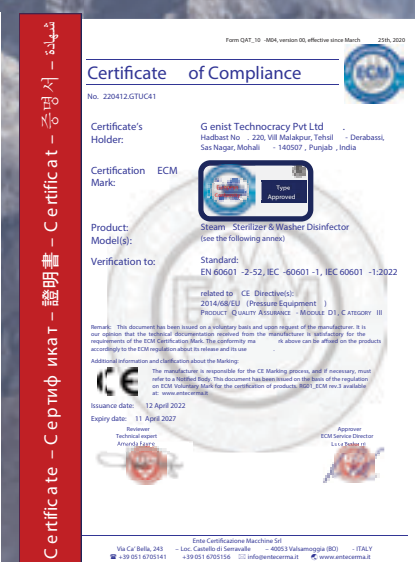 Form QAT_10 -M04, version 00, effective since March 25th, 2020
Certificate of Compliance
ECM
No. 220412.GTUC41
Certificate's Holder:
G enist Technocracy Pvt Ltd .
Hadbast No . 220, Vill Malakpur, Tehsil - Derabassi,
Sas Nagar, Mohali - 140507 , Punjab , India
Certification ECM Mark:
Type
Approved
Product: Steam Sterilizer & Washer Disinfector
Model(s): (see the following annex)
Verification to: Standard:
EN 60601 -2-52, IEC -60601 -1, IEC 60601 -1:2022
related to CE Directive(s):
2014/68/EU (Pressure Equipment )
PRODUCT QUALITY ASSURANCE - MODULE D1, CATEGORY III
Remark: This document has been issued on a voluntary basis and upon request of the manufacturer. It is
our opinion that the technical documentation received from the manufacturer is satisfactory for the
requirements of the ECM Certification Mark. The conformity ma rk above can be affixed on the products
accordingly to the ECM regulation about its release and its use .
Additional information and clarification about the Marking:
CE
The manufacturer is responsible for the CE Marking process, and if necessary, must
refer to a Notified Body. This document has been issued on the basis of the regulation
on ECM Voluntary Mark for the certification of products. RG01_ECM rev.3 available
at: www.entecerma.it
Issuance date: 12 April 2022
Expiry date: 11 April 2027
Reviewer
Technical expert
Amanda Payne
Approver
ECM Service Director
Luca Bedonni
Ente Certificazione Macchine Srl
Via Ca' Bella, 243 – Loc. Castello di Serravalle – 40053 Valsamoggia (BO) - ITALY
☎ +39 051 6705141 +39 051 6705156 ✉ info@entecerma.it www.entecerma.it
Certificate – Сертификат – 證明書 – Certificat – 증명서 – شهادة